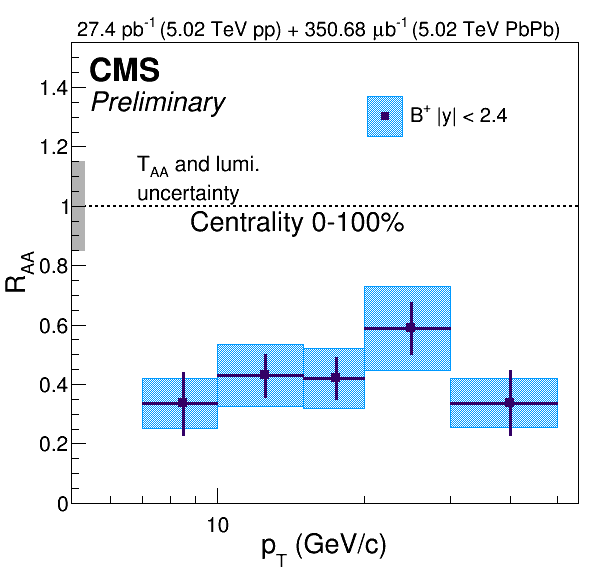 27.4 pb⁻¹ (5.02 TeV pp) + 350.68 μb⁻¹ (5.02 TeV PbPb)
CMS
Preliminary
B⁺ |y| < 2.4
T_AA and lumi.
uncertainty
Centrality 0-100%
R_AA
1.4
1.2
1
0.8
0.6
0.4
0.2
0
10
p_T (GeV/c)